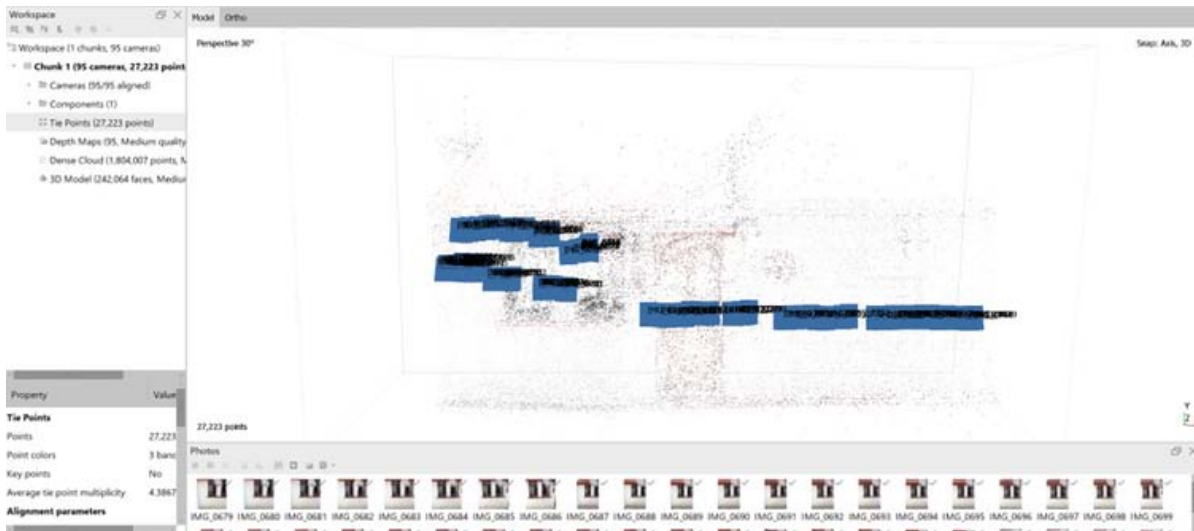 Workspace
Workspace (1 chunks, 95 cameras)
Chunk 1 (95 cameras, 27,223 point
Cameras (95/95 aligned)
Components (1)
Tie Points (27,223 points)
Depth Maps (95, Medium quality
Dense Cloud (1,804,007 points, M
3D Model (242,064 faces, Mediun
Property Value
Tie Points
Points 27,223
Point colors 3 banc
Key points No
Average tie point multiplicity 4.3867
Alignment parameters
Model Ortho
Perspective 30°
Snap: Axis, 3D
27,223 points
Y
Z
Photos
IMG_0679 IMG_0680 IMG_0681 IMG_0682 IMG_0683 IMG_0684 IMG_0685 IMG_0686 IMG_0687 IMG_0688 IMG_0689 IMG_0690 IMG_0691 IMG_0692 IMG_0693 IMG_0694 IMG_0695 IMG_0696 IMG_0697 IMG_0698 IMG_0699